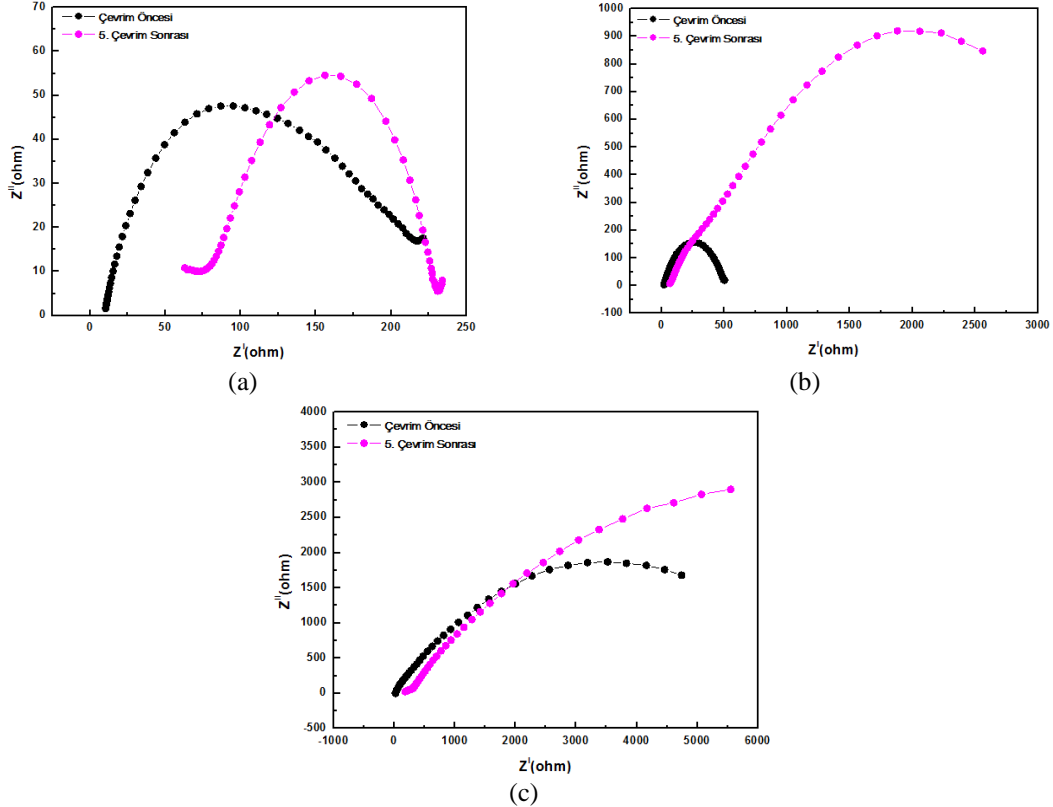 Çevrim Öncesi
5. Çevrim Sonrası
70
60
50
40
30
20
10
0
Z^II(ohm)
0 50 100 150 200 250
Z^I(ohm)
(a)
Çevrim Öncesi
5. Çevrim Sonrası
1000
900
800
700
600
500
400
300
200
100
0
-100
Z^II(ohm)
0 500 1000 1500 2000 2500 3000
Z^I(ohm)
(b)
Çevrim Öncesi
5. Çevrim Sonrası
4000
3500
3000
2500
2000
1500
1000
500
0
-500
Z^II(ohm)
-1000 0 1000 2000 3000 4000 5000 6000
Z^I(ohm)
(c)